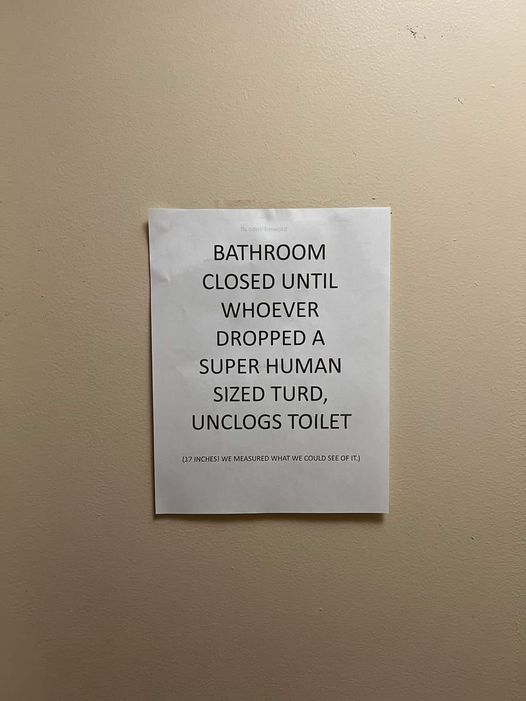 BATHROOM
CLOSED UNTIL
WHOEVER
DROPPED A
SUPER HUMAN
SIZED TURD,
UNCLOGS TOILET
(17 INCHES! WE MEASURED WHAT WE COULD SEE OF IT.)